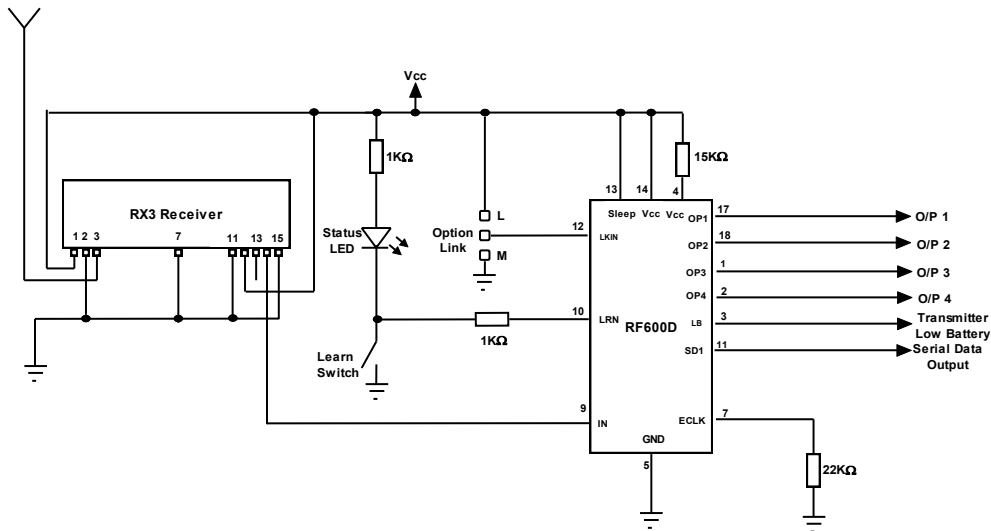 Vcc
1KΩ
15KΩ
13
14
4
RX3 Receiver
1 2 3
7
11
13
15
Status
LED
Option
Link
L
M
12
Sleep
Vcc
Vcc
LKIN
OP1
17
O/P 1
OP2
18
O/P 2
OP3
1
O/P 3
OP4
2
O/P 4
10
LRN
RF600D
LB
3
Transmitter
Low Battery
1KΩ
SD1
11
Serial Data
Output
Learn
Switch
9
IN
ECLK
7
GND
5
22KΩ